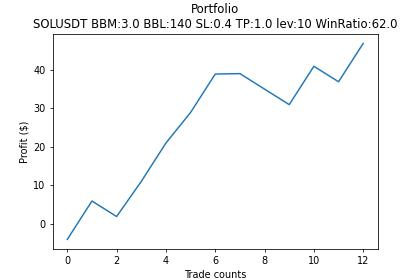 Portfolio
SOLUSDT BBM:3.0 BBL:140 SL:0.4 TP:1.0 lev:10 WinRatio:62.0
40
30
20
10
0
Profit ($)
0 2 4 6 8 10 12
Trade counts